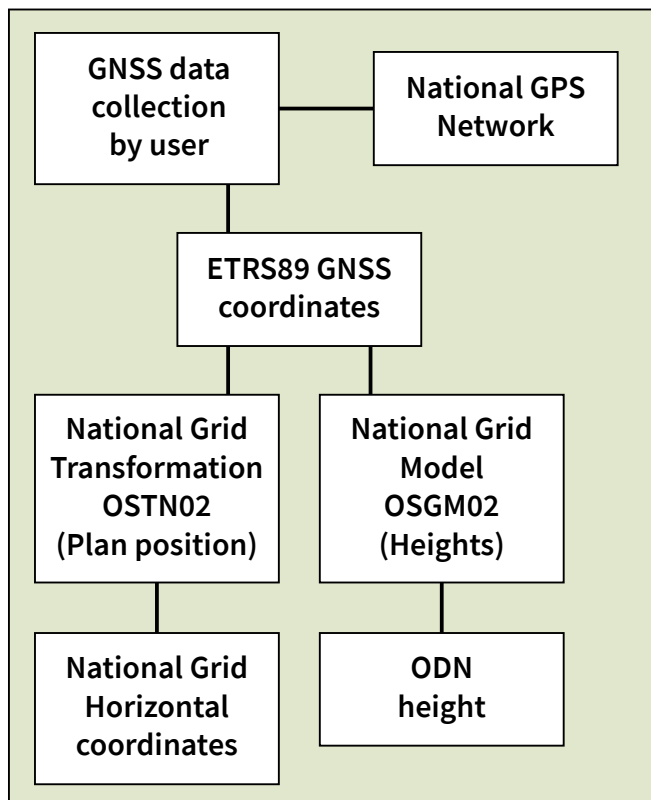 GNSS data
collection
by user
National GPS
Network
ETRS89 GNSS
coordinates
National Grid
Transformation
OSTN02
(Plan position)
National Grid
Model
OSGM02
(Heights)
National Grid
Horizontal
coordinates
ODN
height